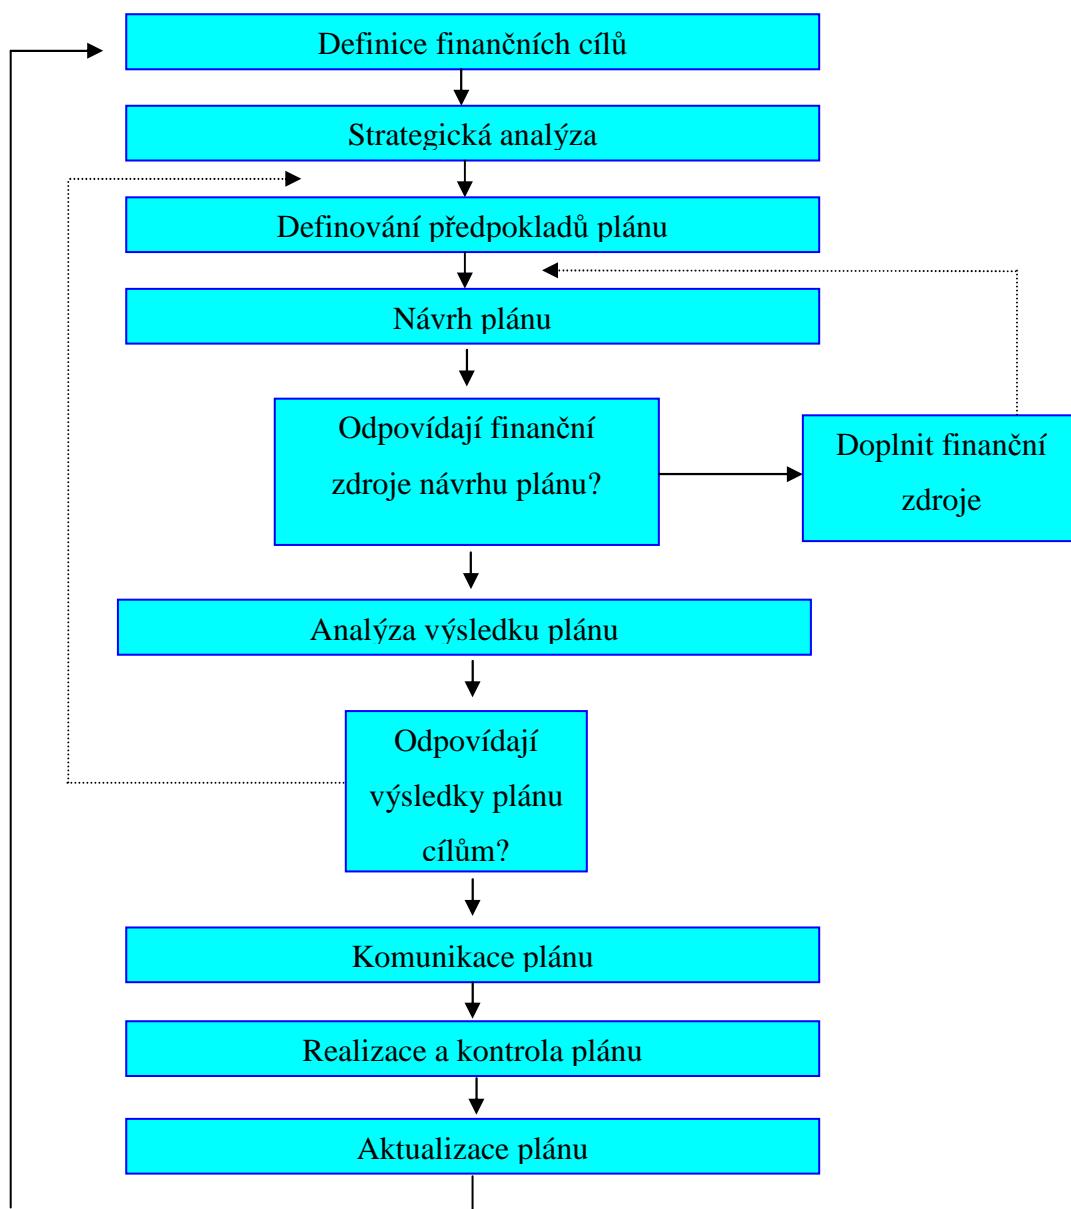 Definice finančních cílů
Strategická analýza
Definování předpokladů plánu
Návrh plánu
Odpovídají finanční
zdroje návrhu plánu?
Doplnit finanční
zdroje
Analýza výsledku plánu
Odpovídají
výsledky plánu
cílům?
Komunikace plánu
Realizace a kontrola plánu
Aktualizace plánu